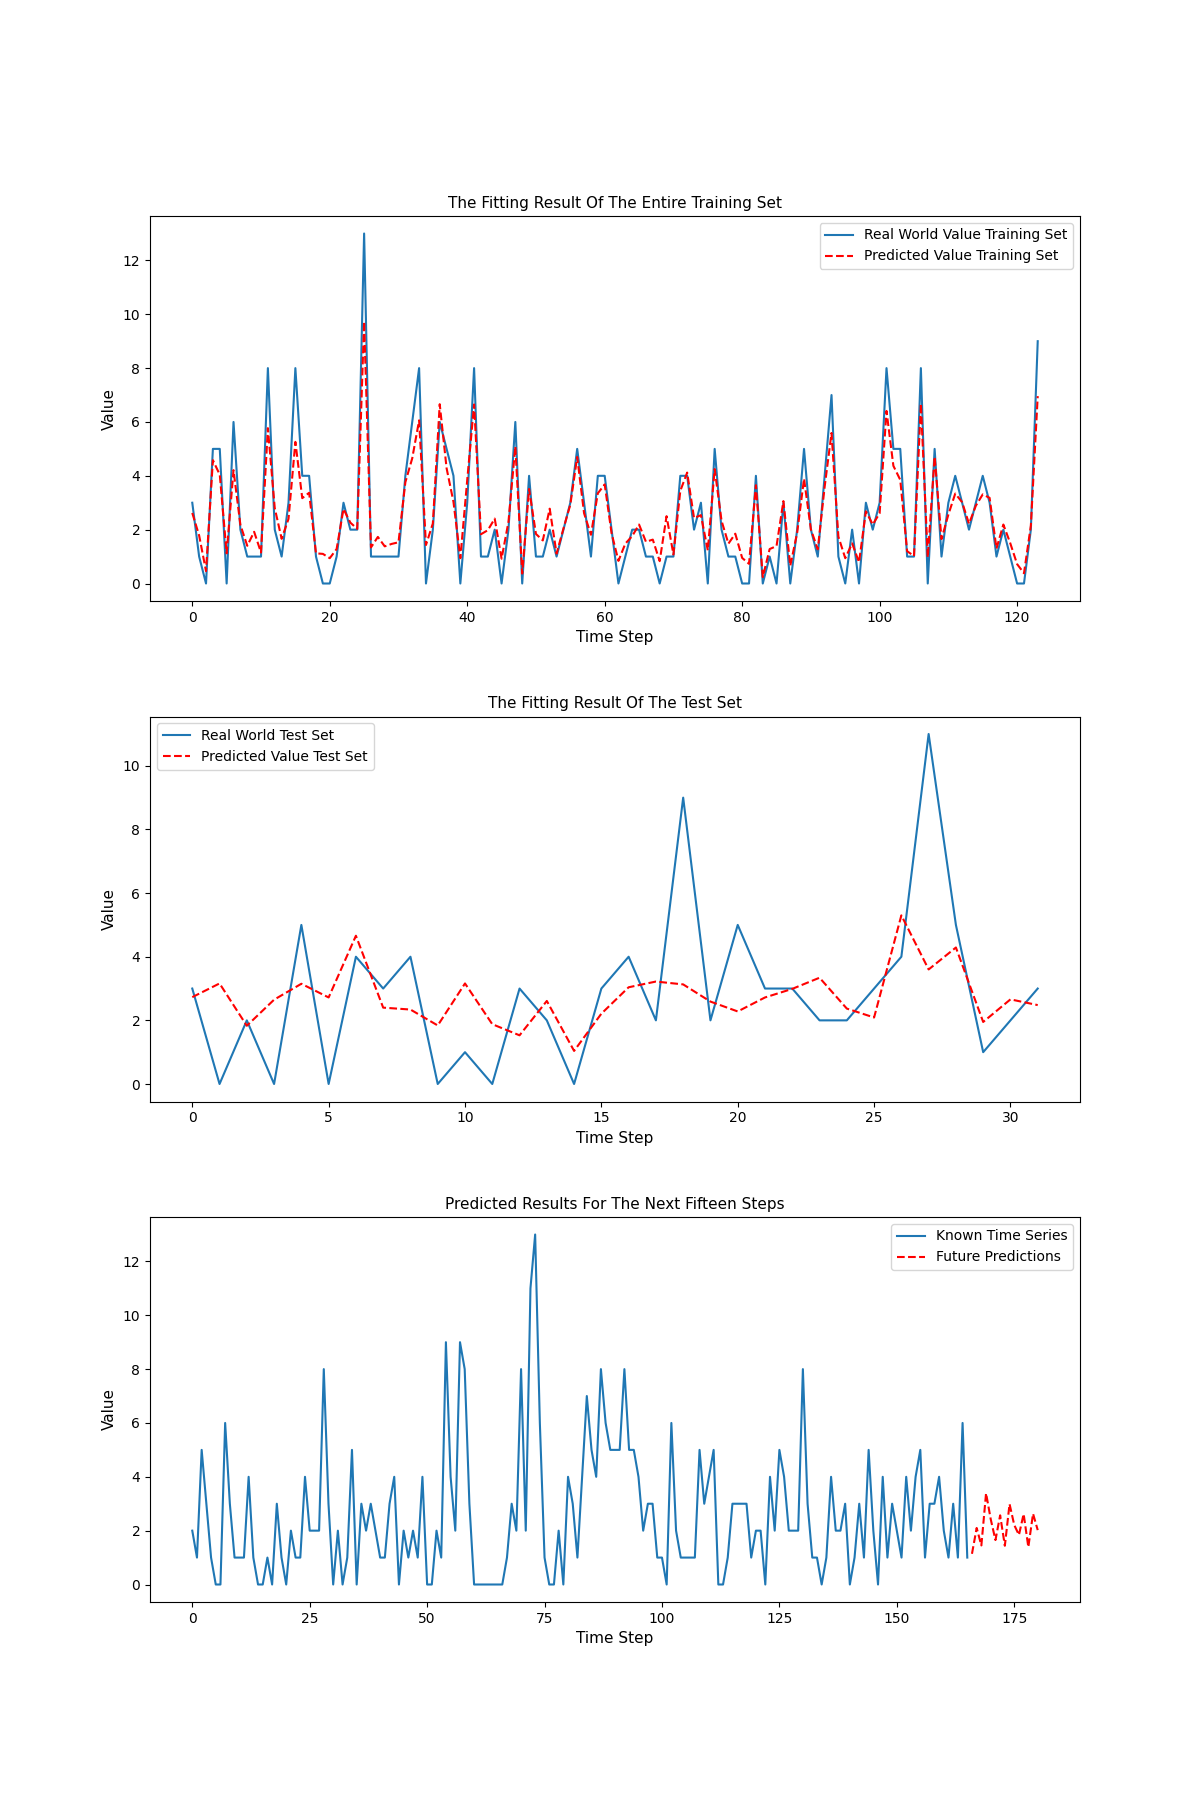 The Fitting Result Of The Entire Training Set
Real World Value Training Set
Predicted Value Training Set
Value
12
10
8
6
4
2
0
0 20 40 60 80 100 120
Time Step
The Fitting Result Of The Test Set
Real World Test Set
Predicted Value Test Set
Value
10
8
6
4
2
0
0 5 10 15 20 25 30
Time Step
Predicted Results For The Next Fifteen Steps
Known Time Series
Future Predictions
Value
12
10
8
6
4
2
0
0 25 50 75 100 125 150 175
Time Step